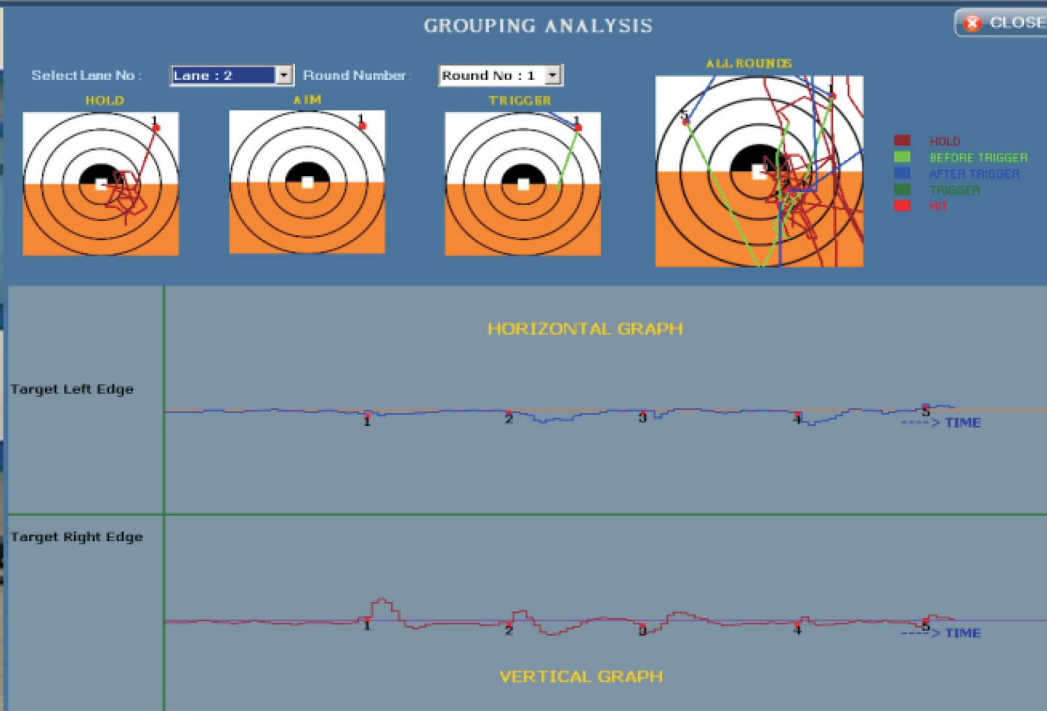 GROUPING ANALYSIS
CLOSE
Select Lane No :
Lane : 2
Round Number :
Round No : 1
HOLD
AIM
TRIGGER
ALL ROUNDS
1
1
1
5
1
2
HOLD
BEFORE TRIGGER
AFTER TRIGGER
TRIGGER
HIT
HORIZONTAL GRAPH
Target Left Edge
1
2
3
4
5
----> TIME
Target Right Edge
1
2
3
4
5
----> TIME
VERTICAL GRAPH